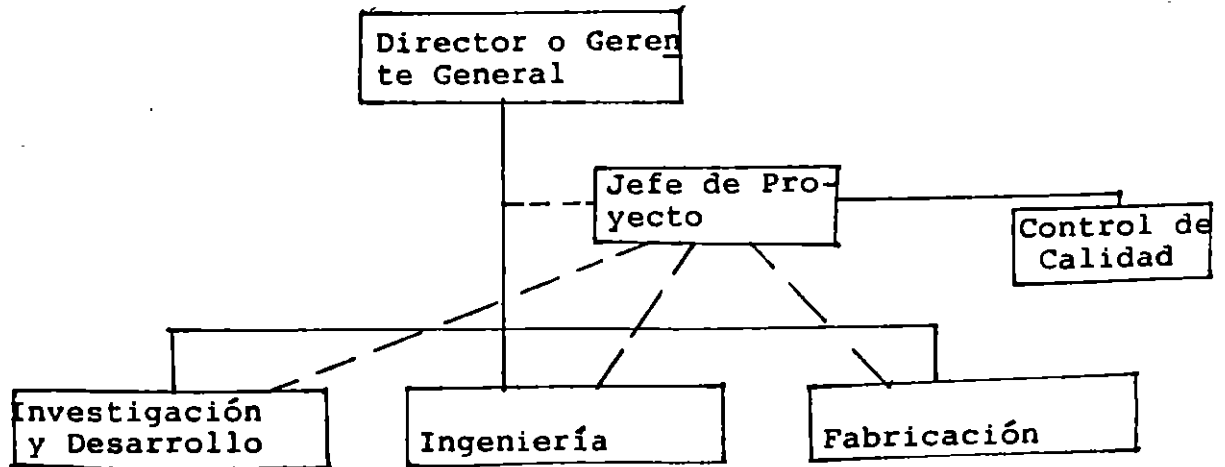 Director o Geren
te General
Jefe de Pro-
yecto
Control de
Calidad
Investigación
y Desarrollo
Ingeniería
Fabricación